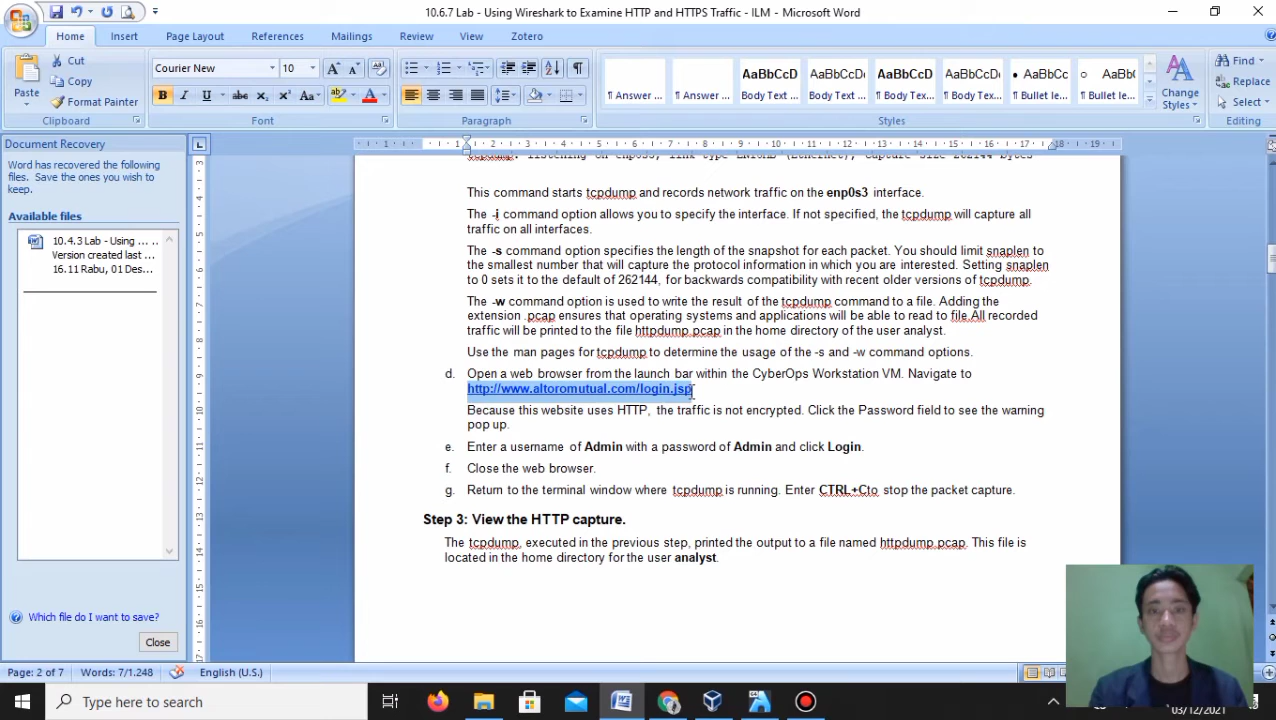 10.6.7 Lab - Using Wireshark to Examine HTTP and HTTPS Traffic - ILM - Microsoft Word
Home Insert Page Layout References Mailings Review View Zotero
Paste
Cut
Copy
Format Painter
Clipboard
Courier New 10
Font
Paragraph
AaBbCcD AaBbCcDc AaBbCcD AaBbCcDc AaBbCcD AaBbC
¶ Answer ... ¶ Answer ... Body Text ... Body Text ... Body Text ... Body Text ... ¶ Bullet le... ¶ Bullet le...
Change
Styles
Styles
Find
Replace
Select
Editing
Document Recovery
Word has recovered the following
files. Save the ones you wish to
keep.
Available files
10.4.3 Lab - Using ...
Version created last ...
16.11 Rabu, 01 Des...
Which file do I want to save?
Close
This command starts tcpdump and records network traffic on the enp0s3 interface.
The -i command option allows you to specify the interface. If not specified, the tcpdump will capture all
traffic on all interfaces.
The -s command option specifies the length of the snapshot for each packet. You should limit snaplen to
the smallest number that will capture the protocol information in which you are interested. Setting snaplen
to 0 sets it to the default of 262144, for backwards compatibility with recent older versions of tcpdump.
The -w command option is used to write the result of the tcpdump command to a file. Adding the
extension .pcap ensures that operating systems and applications will be able to read to file.All recorded
traffic will be printed to the file httpdump.pcap in the home directory of the user analyst.
Use the man pages for tcpdump to determine the usage of the -s and -w command options.
d. Open a web browser from the launch bar within the CyberOps Workstation VM. Navigate to
http://www.altoromutual.com/login.jsp
Because this website uses HTTP, the traffic is not encrypted. Click the Password field to see the warning
pop up.
e. Enter a username of Admin with a password of Admin and click Login.
f. Close the web browser.
g. Return to the terminal window where tcpdump is running. Enter CTRL+Cto stop the packet capture.
Step 3: View the HTTP capture.
The tcpdump, executed in the previous step, printed the output to a file named httpdump.pcap. This file is
located in the home directory for the user analyst.
Page: 2 of 7 Words: 7/1.248 English (U.S.)
Type here to search
03/12/2021